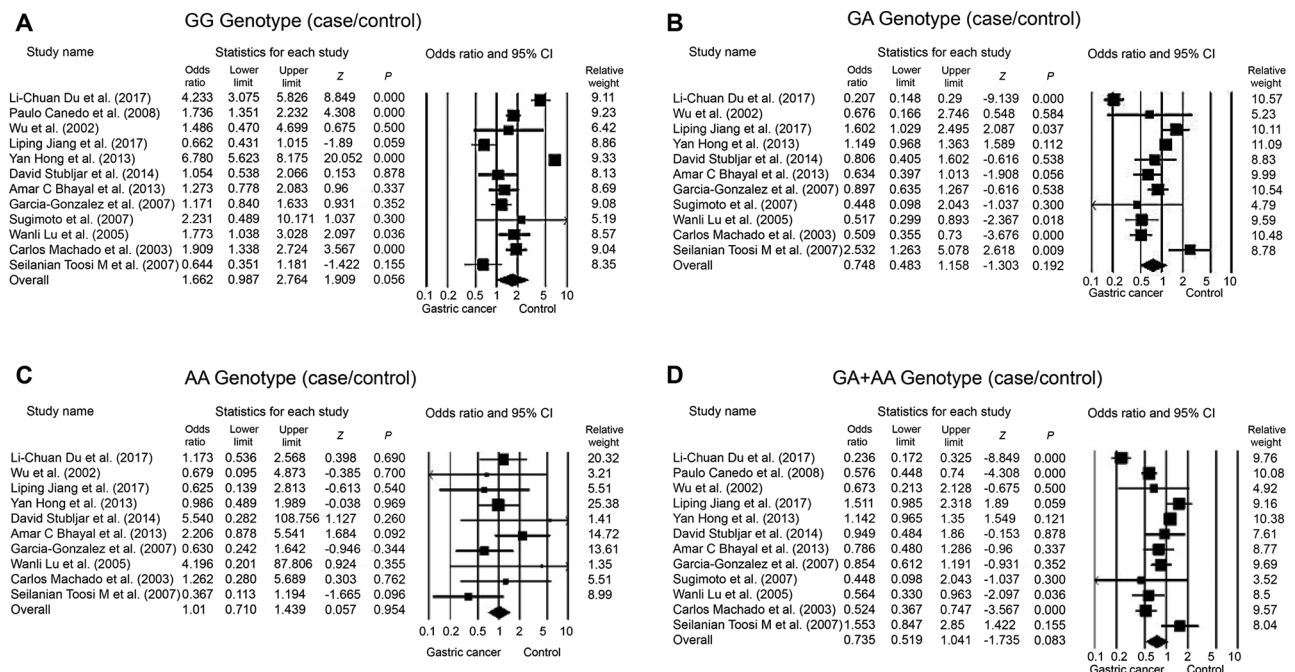 A
GG Genotype (case/control)
Study name
Statistics for each study
Odds ratio and 95% CI
Odds ratio Lower limit Upper limit Z P Relative weight
Li-Chuan Du et al. (2017) 4.233 3.075 5.826 8.849 0.000 9.11
Paulo Canedo et al. (2008) 1.736 1.351 2.232 4.308 0.000 9.23
Wu et al. (2002) 1.486 0.470 4.699 0.675 0.500 6.42
Liping Jiang et al. (2017) 0.662 0.431 1.015 -1.89 0.059 8.86
Yan Hong et al. (2013) 6.780 5.623 8.175 20.052 0.000 9.33
David Stubljar et al. (2014) 1.054 0.538 2.066 0.153 0.878 8.13
Amar C Bhayal et al. (2013) 1.273 0.778 2.083 0.96 0.337 8.69
Garcia-Gonzalez et al. (2007) 1.171 0.840 1.633 0.931 0.352 9.08
Sugimoto et al. (2007) 2.231 0.489 10.171 1.037 0.300 5.19
Wanli Lu et al. (2005) 1.773 1.038 3.028 2.097 0.036 8.57
Carlos Machado et al. (2003) 1.909 1.338 2.724 3.567 0.000 9.04
Seilanian Toosi M et al. (2007) 0.644 0.351 1.181 -1.422 0.155 8.35
Overall 1.662 0.987 2.764 1.909 0.056
0.1 0.2 0.5 1 2 5 10
Gastric cancer Control
B
GA Genotype (case/control)
Study name
Statistics for each study
Odds ratio and 95% CI
Odds ratio Lower limit Upper limit Z P Relative weight
Li-Chuan Du et al. (2017) 0.207 0.148 0.29 -9.139 0.000 10.57
Wu et al. (2002) 0.676 0.166 2.746 0.548 0.584 5.23
Liping Jiang et al. (2017) 1.602 1.029 2.495 2.087 0.037 10.11
Yan Hong et al. (2013) 1.149 0.968 1.363 1.589 0.112 11.09
David Stubljar et al. (2014) 0.806 0.405 1.602 -0.616 0.538 8.83
Amar C Bhayal et al. (2013) 0.634 0.397 1.013 -1.908 0.056 9.99
Garcia-Gonzalez et al. (2007) 0.897 0.635 1.267 -0.616 0.538 10.54
Sugimoto et al. (2007) 0.448 0.098 2.043 -1.037 0.300 4.79
Wanli Lu et al. (2005) 0.517 0.299 0.893 -2.367 0.018 9.59
Carlos Machado et al. (2003) 0.509 0.355 0.73 -3.676 0.000 10.48
Seilanian Toosi M et al. (2007) 2.532 1.263 5.078 2.618 0.009 8.78
Overall 0.748 0.483 1.158 -1.303 0.192
0.1 0.2 0.5 1 2 5 10
Gastric cancer Control
C
AA Genotype (case/control)
Study name
Statistics for each study
Odds ratio and 95% CI
Odds ratio Lower limit Upper limit Z P Relative weight
Li-Chuan Du et al. (2017) 1.173 0.536 2.568 0.398 0.690 20.32
Wu et al. (2002) 0.679 0.095 4.873 -0.385 0.700 3.21
Liping Jiang et al. (2017) 0.625 0.139 2.813 -0.613 0.540 5.51
Yan Hong et al. (2013) 0.986 0.489 1.989 -0.038 0.969 25.38
David Stubljar et al. (2014) 5.540 0.282 108.756 1.127 0.260 1.41
Amar C Bhayal et al. (2013) 2.206 0.878 5.541 1.684 0.092 14.72
Garcia-Gonzalez et al. (2007) 0.630 0.242 1.642 -0.946 0.344 13.61
Wanli Lu et al. (2005) 4.196 0.201 87.806 0.924 0.355 1.35
Carlos Machado et al. (2003) 1.262 0.280 5.689 0.303 0.762 5.51
Seilanian Toosi M et al. (2007) 0.367 0.113 1.194 -1.665 0.096 8.99
Overall 1.01 0.710 1.439 0.057 0.954
0.1 0.2 0.5 1 2 5 10
Gastric cancer Control
D
GA+AA Genotype (case/control)
Study name
Statistics for each study
Odds ratio and 95% CI
Odds ratio Lower limit Upper limit Z P Relative weight
Li-Chuan Du et al. (2017) 0.236 0.172 0.325 -8.849 0.000 9.76
Paulo Canedo et al. (2008) 0.576 0.448 0.74 -4.308 0.000 10.08
Wu et al. (2002) 0.673 0.213 2.128 -0.675 0.500 4.92
Liping Jiang et al. (2017) 1.511 0.985 2.318 1.89 0.059 9.16
Yan Hong et al. (2013) 1.142 0.965 1.35 1.549 0.121 10.38
David Stubljar et al. (2014) 0.949 0.484 1.86 -0.153 0.878 7.61
Amar C Bhayal et al. (2013) 0.786 0.480 1.286 -0.96 0.337 8.77
Garcia-Gonzalez et al. (2007) 0.854 0.612 1.191 -0.931 0.352 9.69
Sugimoto et al. (2007) 0.448 0.098 2.043 -1.037 0.300 3.52
Wanli Lu et al. (2005) 0.564 0.330 0.963 -2.097 0.036 8.5
Carlos Machado et al. (2003) 0.524 0.367 0.747 -3.567 0.000 9.57
Seilanian Toosi M et al. (2007) 1.553 0.847 2.85 1.422 0.155 8.04
Overall 0.735 0.519 1.041 -1.735 0.083
0.1 0.2 0.5 1 2 5 10
Gastric cancer Control